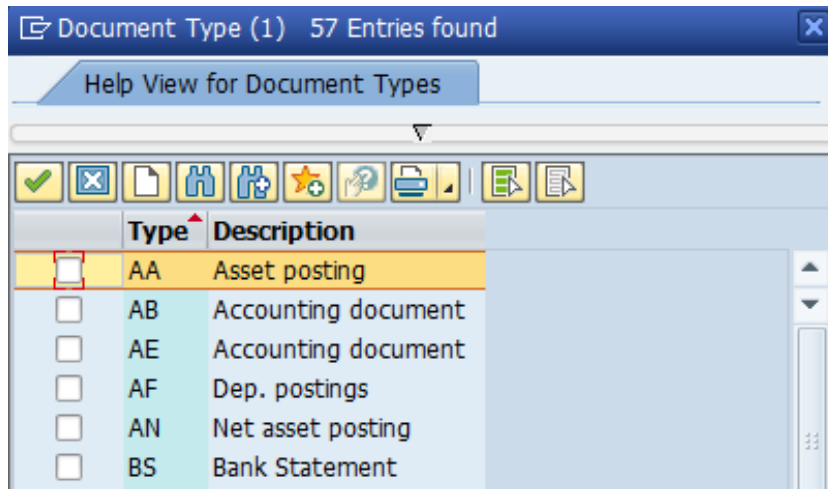 Document Type (1) 57 Entries found
Help View for Document Types
Type Description
AA Asset posting
AB Accounting document
AE Accounting document
AF Dep. postings
AN Net asset posting
BS Bank Statement